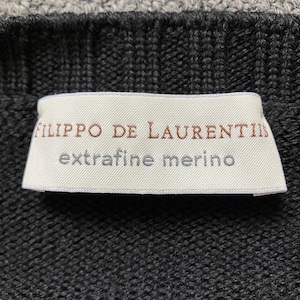 FILIPPO DE LAURENTIIS
extrafine merino